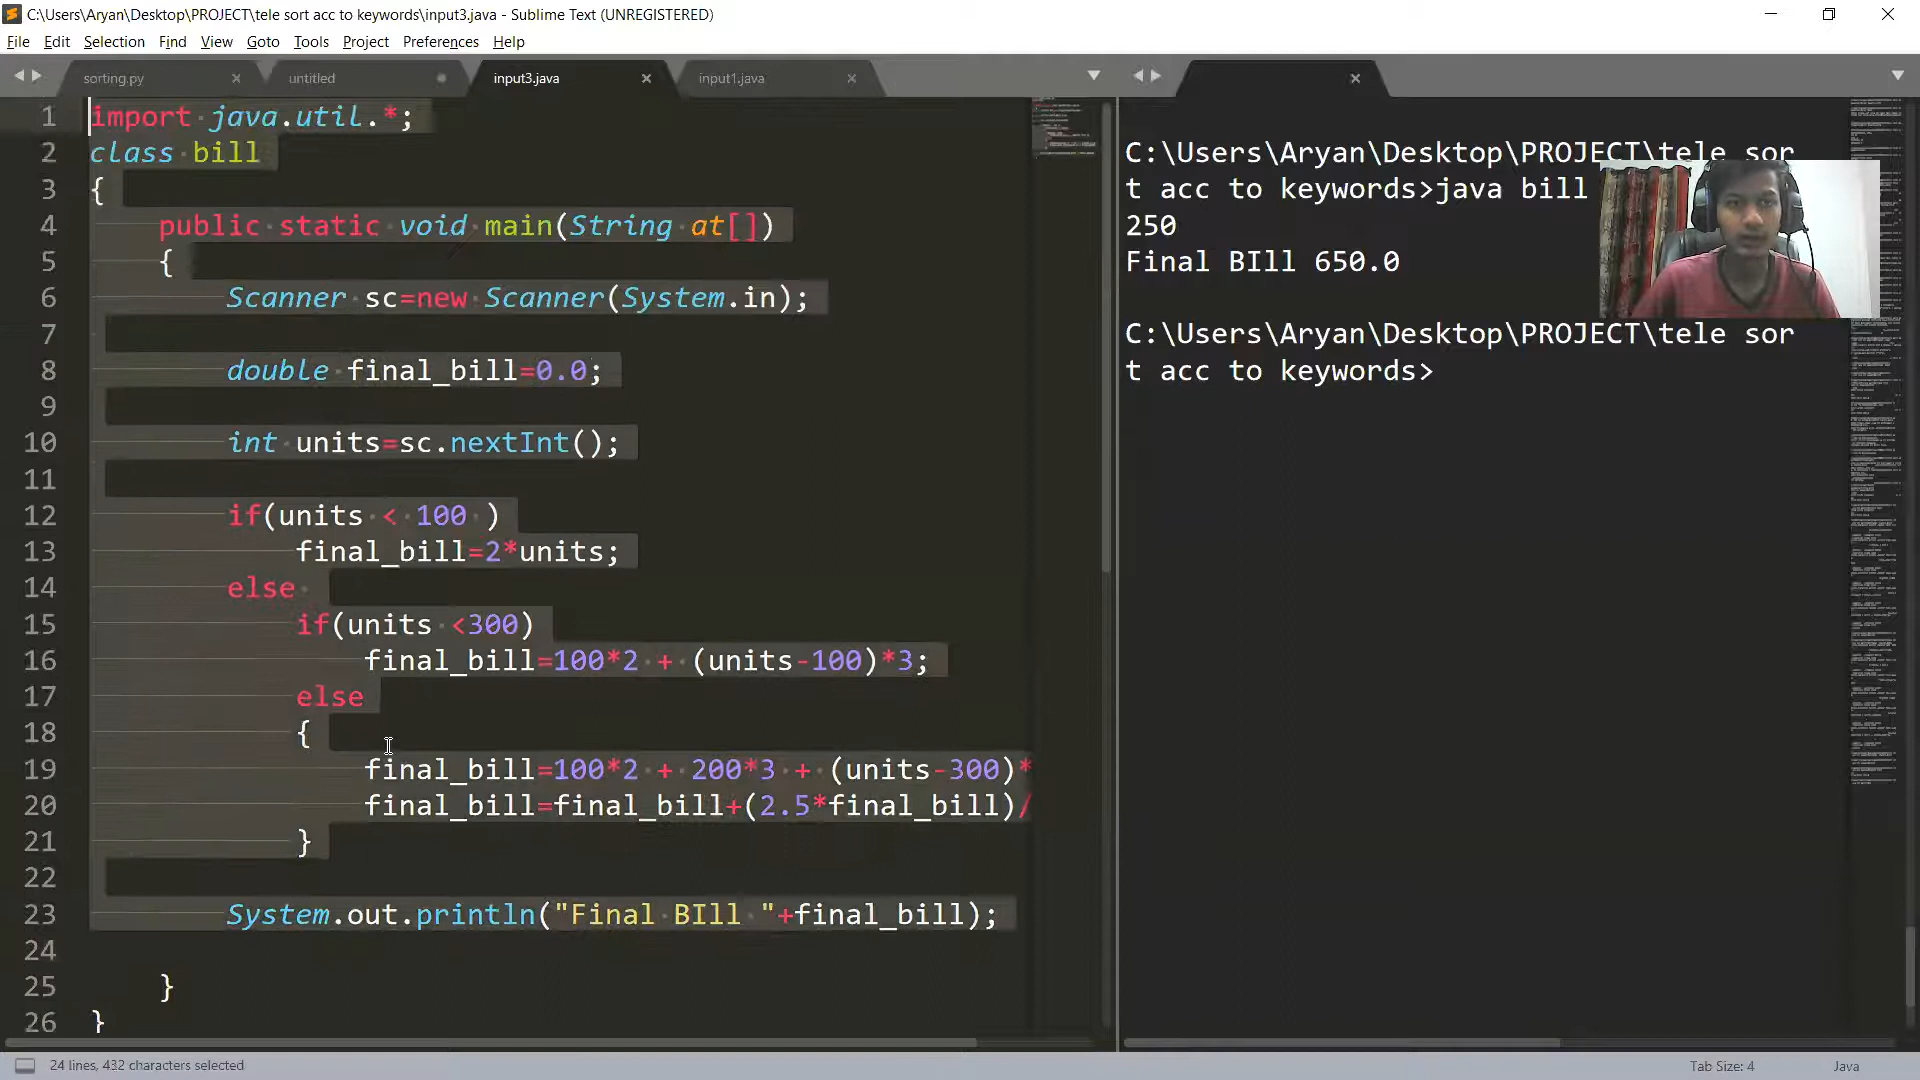 C:\Users\Aryan\Desktop\PROJECT\tele sort acc to keywords\input3.java - Sublime Text (UNREGISTERED)
File Edit Selection Find View Goto Tools Project Preferences Help
sorting.py untitled input3.java input1.java
1 import java.util.*;
2 class bill
3 {
4 public static void main(String at[])
5 {
6 Scanner sc=new Scanner(System.in);
7
8 double final_bill=0.0;
9
10 int units=sc.nextInt();
11
12 if(units < 100 )
13 final_bill=2*units;
14 else
15 if(units <300)
16 final_bill=100*2 + (units-100)*3;
17 else
18 {
19 final_bill=100*2 + 200*3 + (units-300)*
20 final_bill=final_bill+(2.5*final_bill)/
21 }
22
23 System.out.println("Final BIll "+final_bill);
24
25 }
26 }
C:\Users\Aryan\Desktop\PROJECT\tele sor
t acc to keywords>java bill
250
Final BIll 650.0
C:\Users\Aryan\Desktop\PROJECT\tele sor
t acc to keywords>
24 lines, 432 characters selected
Tab Size: 4 Java